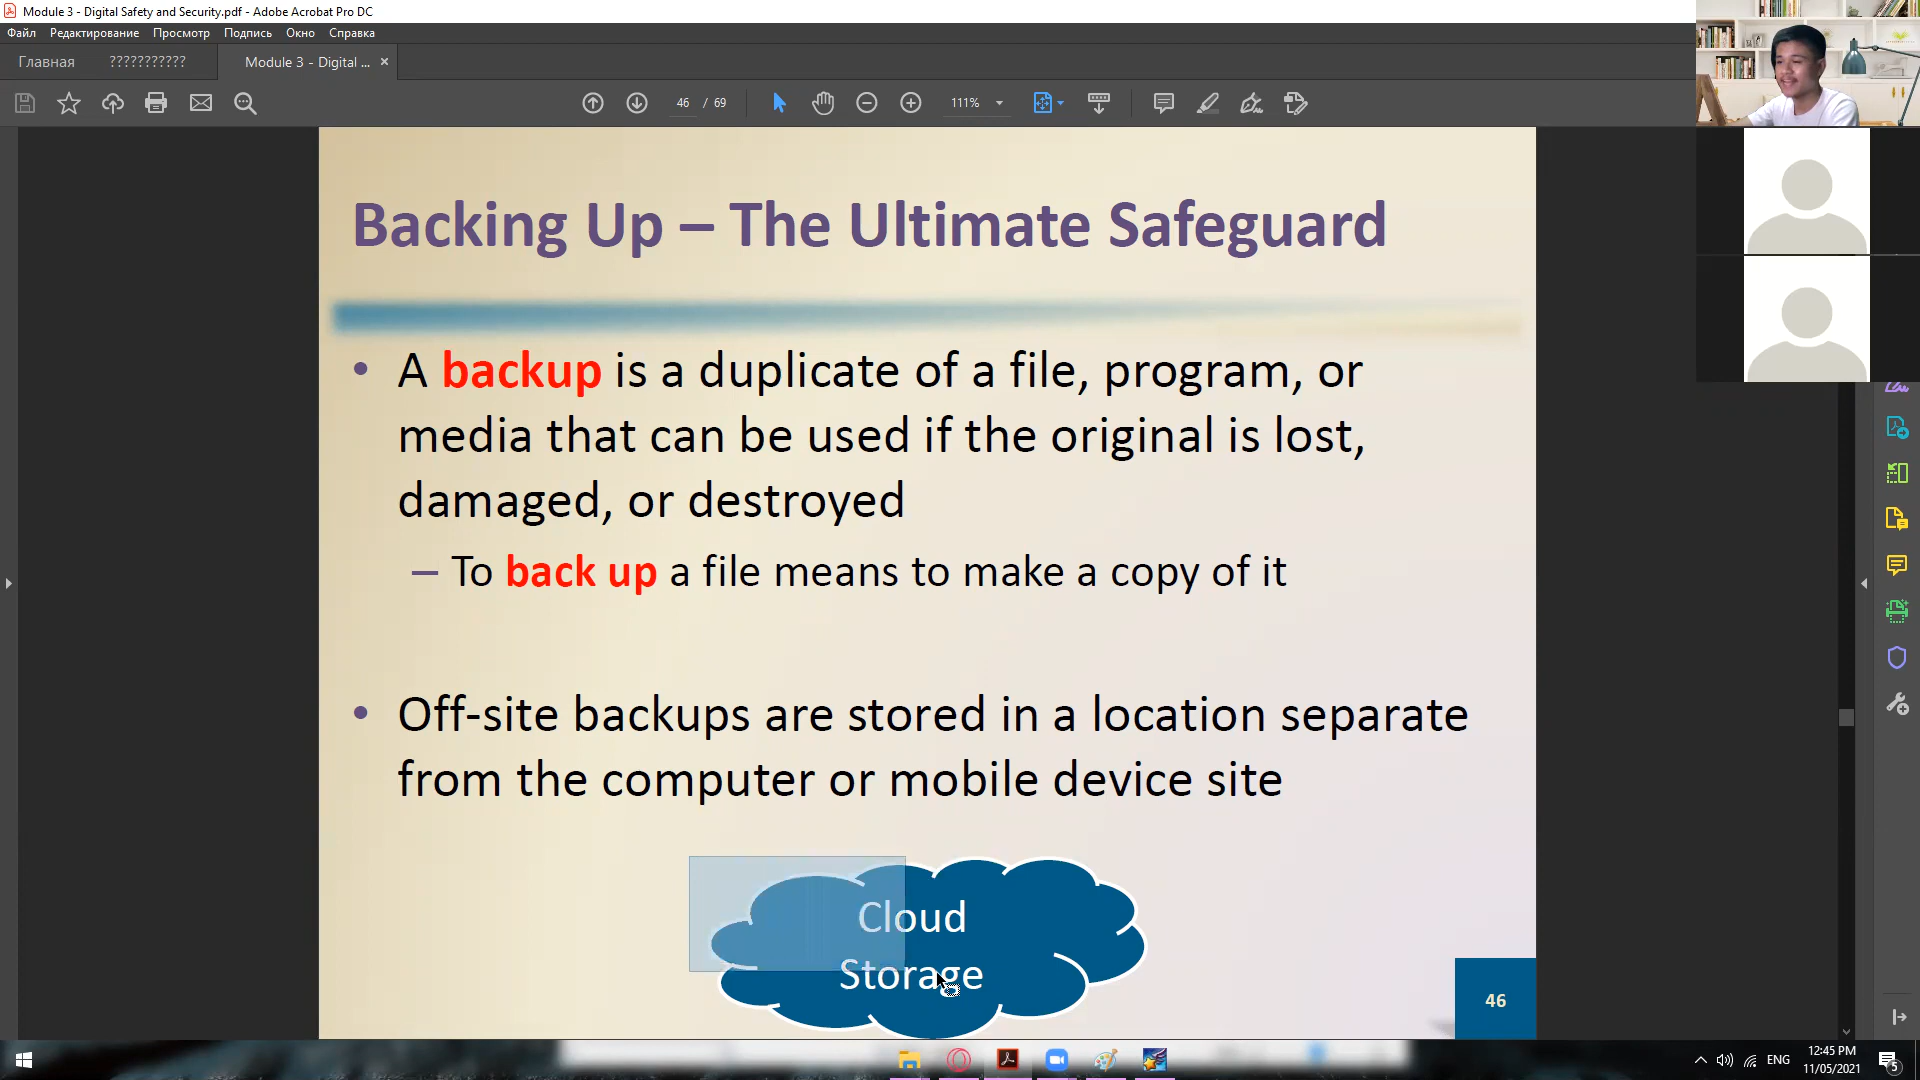 Module 3 - Digital Safety and Security.pdf - Adobe Acrobat Pro DC
Файл Редактирование Просмотр Подпись Окно Справка
Главная ??????????? Module 3 - Digital ... ×
46 / 69 111%
Backing Up – The Ultimate Safeguard
• A backup is a duplicate of a file, program, or
media that can be used if the original is lost,
damaged, or destroyed
– To back up a file means to make a copy of it
• Off-site backups are stored in a location separate
from the computer or mobile device site
Cloud
Storage
46
ENG
12:45 PM
11/05/2021
5